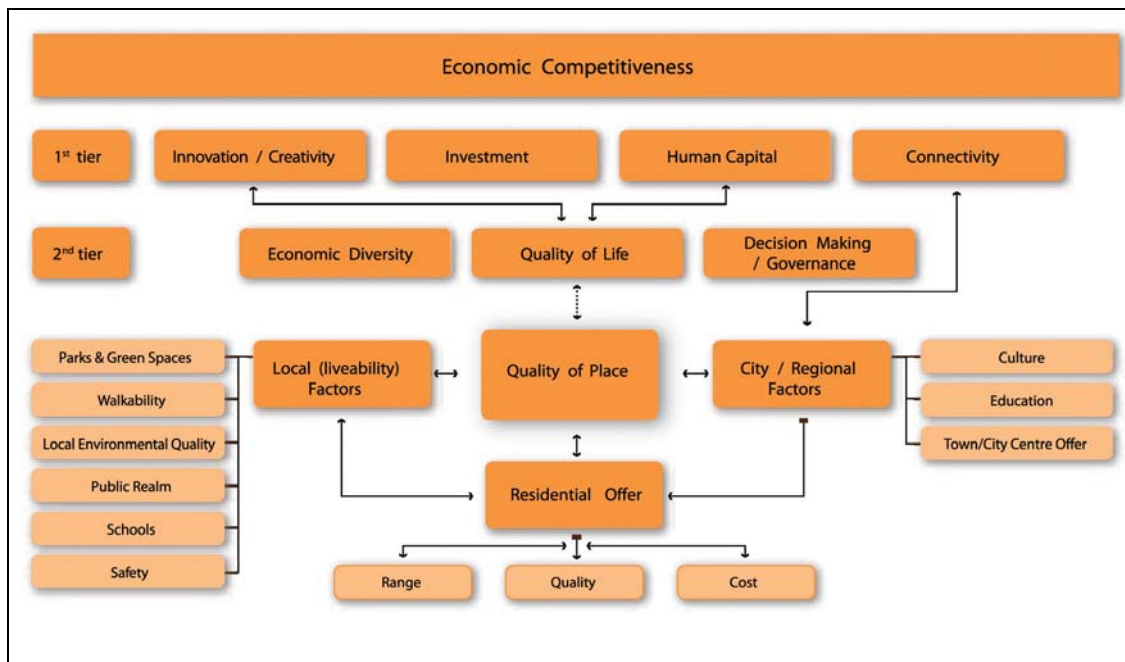 Economic Competitiveness
1st tier
Innovation / Creativity
Investment
Human Capital
Connectivity
2nd tier
Economic Diversity
Quality of Life
Decision Making
/ Governance
Parks & Green Spaces
Walkability
Local Environmental Quality
Public Realm
Schools
Safety
Local (liveability)
Factors
Quality of Place
City / Regional
Factors
Culture
Education
Town/City Centre Offer
Residential Offer
Range
Quality
Cost